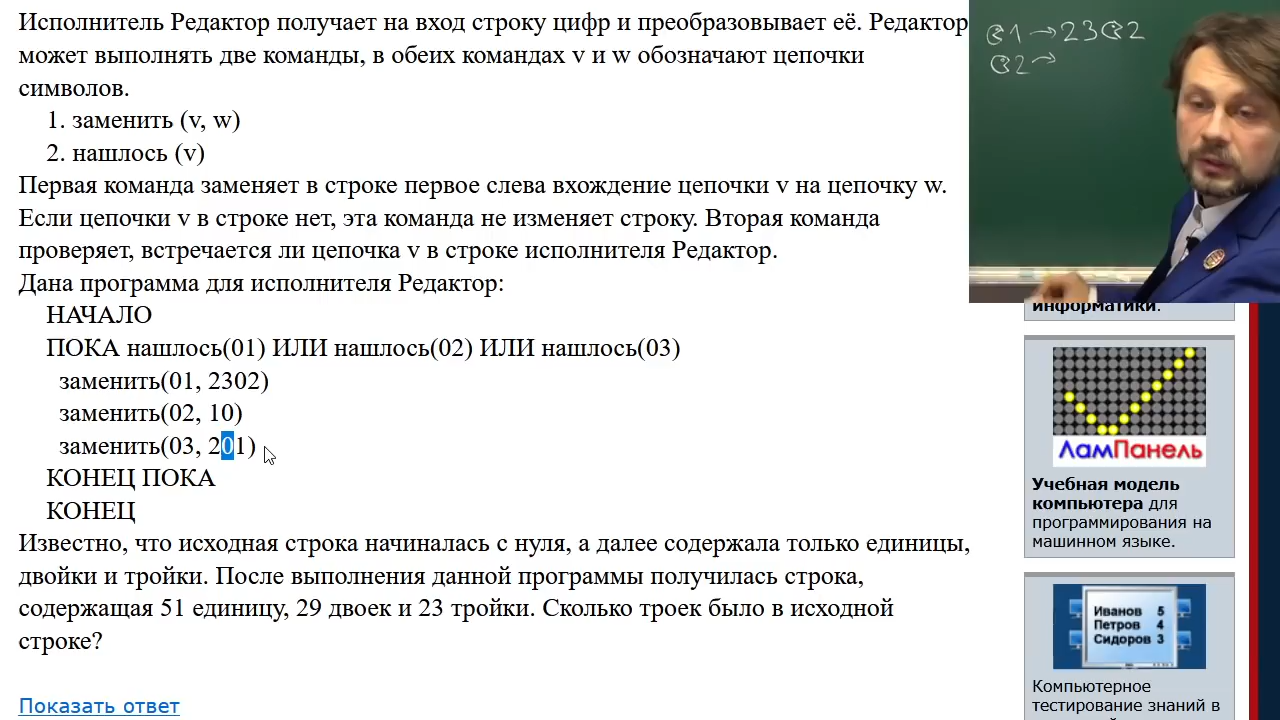 Исполнитель Редактор получает на вход строку цифр и преобразовывает её. Редактор
может выполнять две команды, в обеих командах v и w обозначают цепочки
символов.
1. заменить (v, w)
2. нашлось (v)
Первая команда заменяет в строке первое слева вхождение цепочки v на цепочку w.
Если цепочки v в строке нет, эта команда не изменяет строку. Вторая команда
проверяет, встречается ли цепочка v в строке исполнителя Редактор.
Дана программа для исполнителя Редактор:
НАЧАЛО
ПОКА нашлось(01) ИЛИ нашлось(02) ИЛИ нашлось(03)
заменить(01, 2302)
заменить(02, 10)
заменить(03, 201)
КОНЕЦ ПОКА
КОНЕЦ
Известно, что исходная строка начиналась с нуля, а далее содержала только единицы,
двойки и тройки. После выполнения данной программы получилась строка,
содержащая 51 единицу, 29 двоек и 23 тройки. Сколько троек было в исходной
строке?
Показать ответ
1 → 23 2
2 →
информатики.
ЛамПанель
Учебная модель
компьютера для
программирования на
машинном языке.
Иванов 5
Петров 4
Сидоров 3
Компьютерное
тестирование знаний в